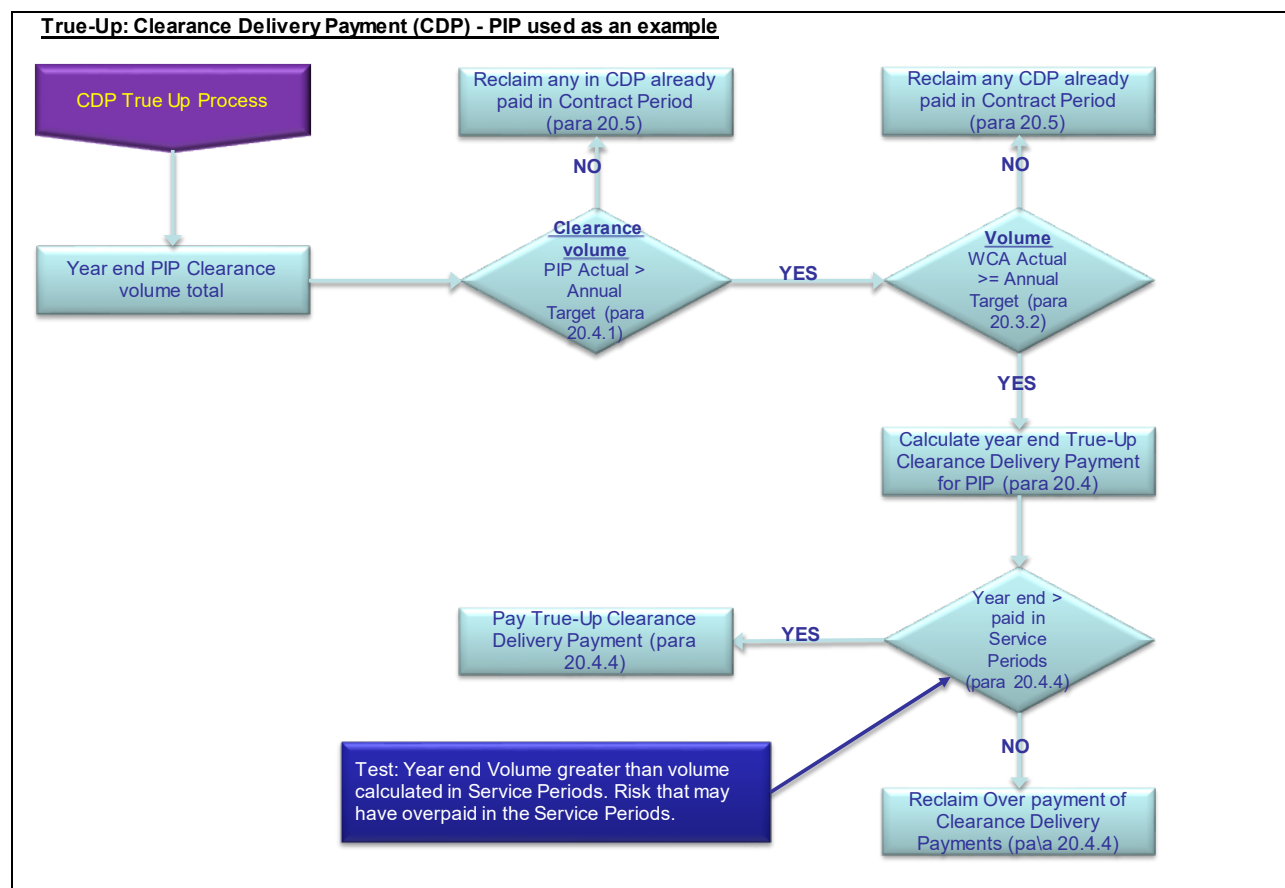 True-Up: Clearance Delivery Payment (CDP) - PIP used as an example
CDP True Up Process
Reclaim any in CDP already
paid in Contract Period
(para 20.5)
Reclaim any CDP already
paid in Contract Period
(para 20.5)
NO
NO
Year end PIP Clearance
volume total
Clearance
volume
PIP Actual >
Annual
Target (para
20.4.1)
YES
Volume
WCA Actual
>= Annual
Target (para
20.3.2)
YES
Calculate year end True-Up
Clearance Delivery Payment
for PIP (para 20.4)
Year end >
paid in
Service
Periods
(para 20.4.4)
YES
Pay True-Up Clearance
Delivery Payment (para
20.4.4)
NO
Test: Year end Volume greater than volume
calculated in Service Periods. Risk that may
have overpaid in the Service Periods.
Reclaim Over payment of
Clearance Delivery
Payments (pa\a 20.4.4)